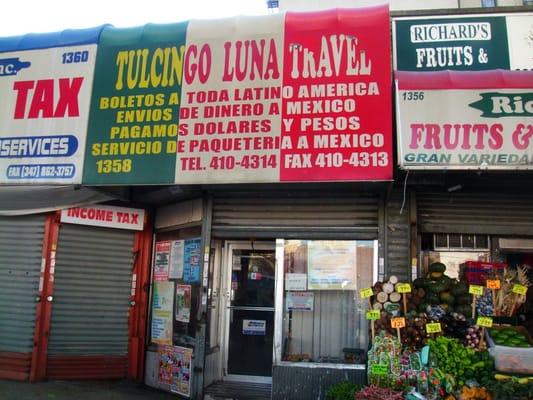 Inc.
1360
TAX
SERVICES
FAX (347) 862-3757
INCOME TAX
TULCINGO LUNA TRAVEL
BOLETOS A TODA LATINO AMERICA
ENVIOS DE DINERO A MEXICO
PAGAMOS DOLARES Y PESOS
SERVICIO DE PAQUETERIA A MEXICO
1358 TEL. 410-4314 FAX 410-4313
RICHARD'S
FRUITS &
1356
FRUITS &
GRAN VARIEDA